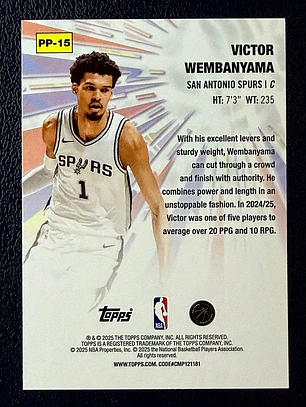 PP-15
VICTOR
WEMBANYAMA
SAN ANTONIO SPURS | C
HT: 7'3" WT: 235
With his excellent levers and
sturdy weight, Wembanyama
can cut through a crowd
and finish with authority. He
combines power and length in an
unstoppable fashion. In 2024/25,
Victor was one of five players to
average over 20 PPG and 10 RPG.
SPURS
1
Topps
NBA
® & © 2025 THE TOPPS COMPANY, INC. ALL RIGHTS RESERVED.
TOPPS IS A REGISTERED TRADEMARK OF THE TOPPS COMPANY, INC.
© 2025 NBA Properties, Inc. © 2025 the National Basketball Players Association.
All rights reserved.
WWW.TOPPS.COM. CODE#CMP121181